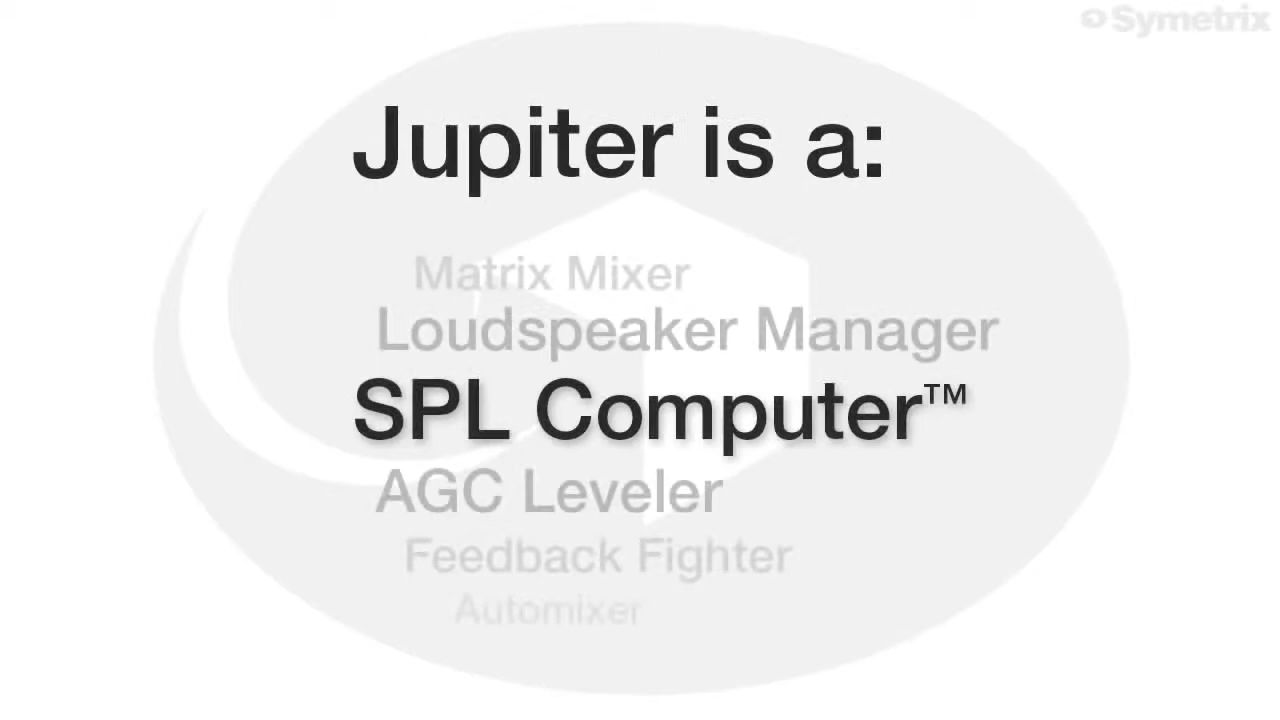 Symetrix
Jupiter is a:
Matrix Mixer
Loudspeaker Manager
SPL Computer™
AGC Leveler
Feedback Fighter
Automixer